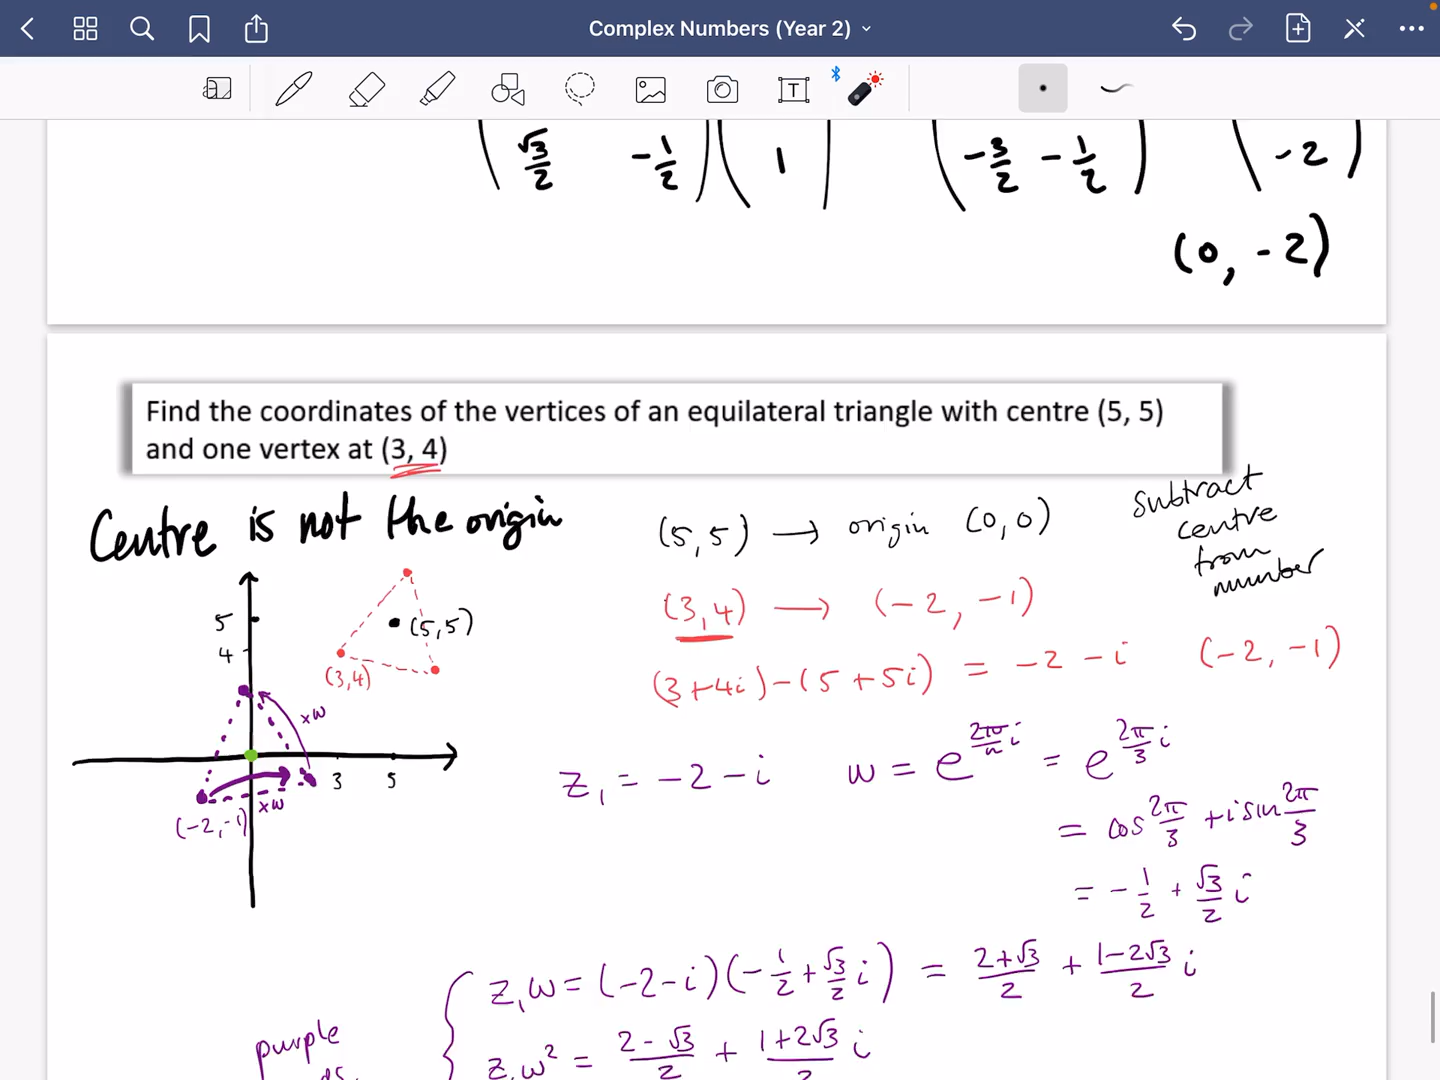 Complex Numbers (Year 2)
√3/2 -1/2 1 -3/2 - 1/2 -2
(0, -2)
Find the coordinates of the vertices of an equilateral triangle with centre (5, 5)
and one vertex at (3, 4)
Centre is not the origin
(5,5) → origin (0,0)
subtract
centre
from
number
(3,4) → (-2, -1)
(3+4i)-(5+5i) = -2-i (-2, -1)
5
4
(5,5)
(3,4)
×w
3 5
×w
(-2,-1)
z₁ = -2-i w = e^(2π/n i) = e^(2π/3 i)
= cos 2π/3 + i sin 2π/3
= -1/2 + √3/2 i
z₁w = (-2-i)(-1/2 + √3/2 i) = 2+√3/2 + 1-2√3/2 i
purple
z₁w² = 2-√3/2 + 1+2√3/2 i